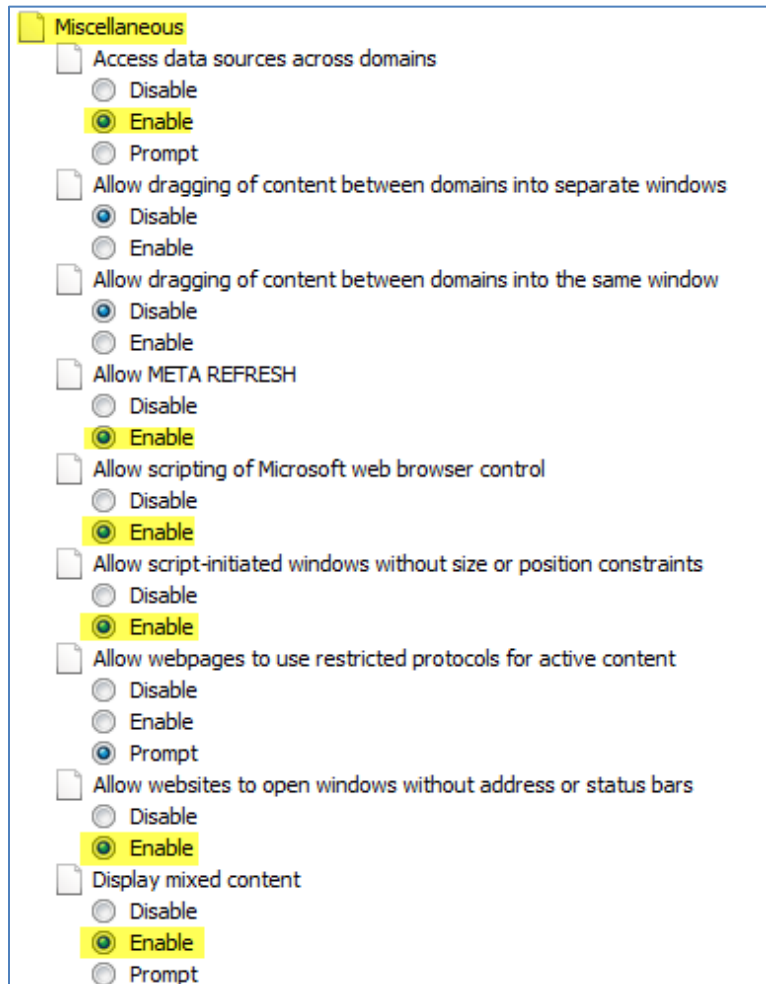 Miscellaneous
Access data sources across domains
Disable
Enable
Prompt
Allow dragging of content between domains into separate windows
Disable
Enable
Allow dragging of content between domains into the same window
Disable
Enable
Allow META REFRESH
Disable
Enable
Allow scripting of Microsoft web browser control
Disable
Enable
Allow script-initiated windows without size or position constraints
Disable
Enable
Allow webpages to use restricted protocols for active content
Disable
Enable
Prompt
Allow websites to open windows without address or status bars
Disable
Enable
Display mixed content
Disable
Enable
Prompt